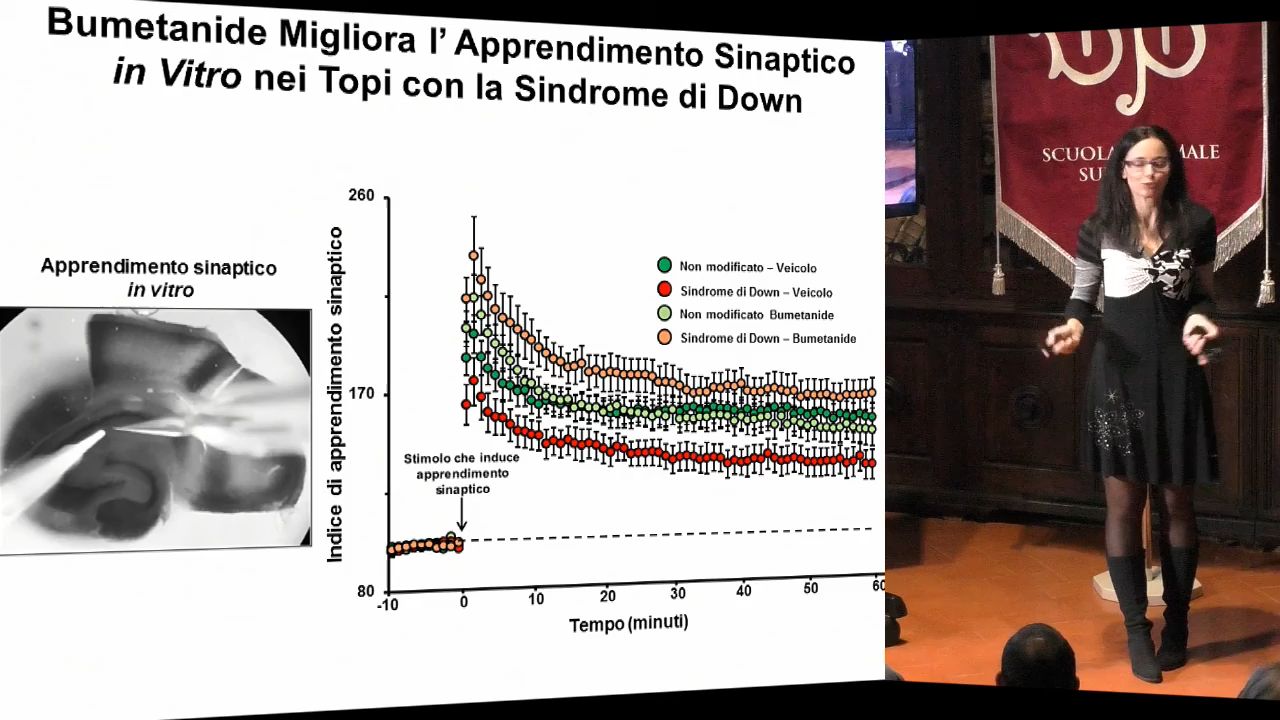 Bumetanide Migliora l' Apprendimento Sinaptico
in Vitro nei Topi con la Sindrome di Down
Apprendimento sinaptico
in vitro
Indice di apprendimento sinaptico
260
170
80
Non modificato – Veicolo
Sindrome di Down – Veicolo
Non modificato Bumetanide
Sindrome di Down – Bumetanide
Stimolo che induce
apprendimento
sinaptico
-10
0
10
20
30
40
50
60
Tempo (minuti)
SCUOLA
SU